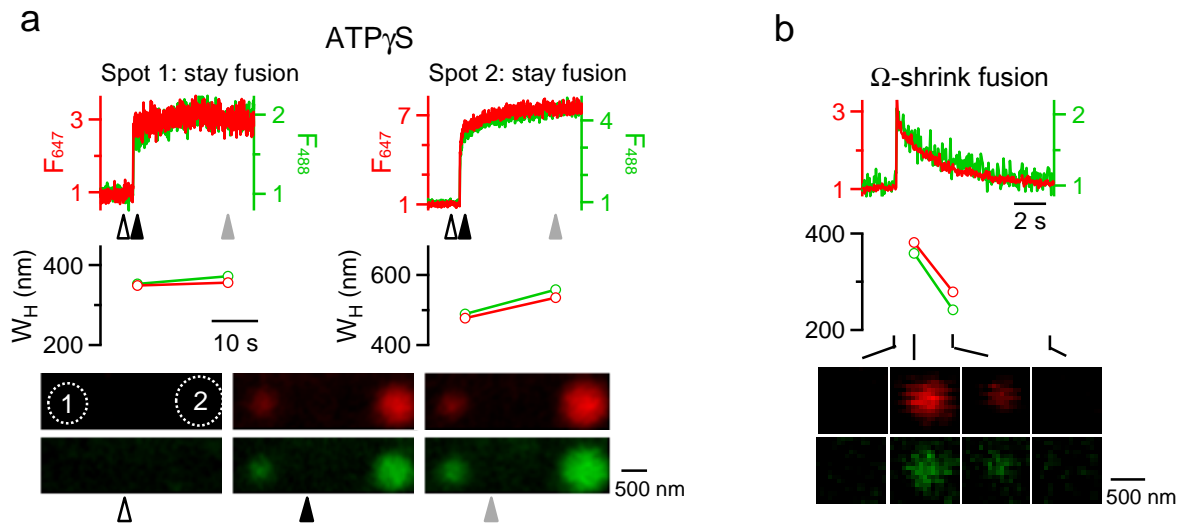 a
ATPγS
Spot 1: stay fusion
3
1
F647
2
1
F488
Spot 2: stay fusion
7
1
F647
4
1
F488
WH (nm)
400
200
10 s
WH (nm)
600
400
1
2
500 nm
b
Ω-shrink fusion
3
1
2
1
2 s
400
200
500 nm